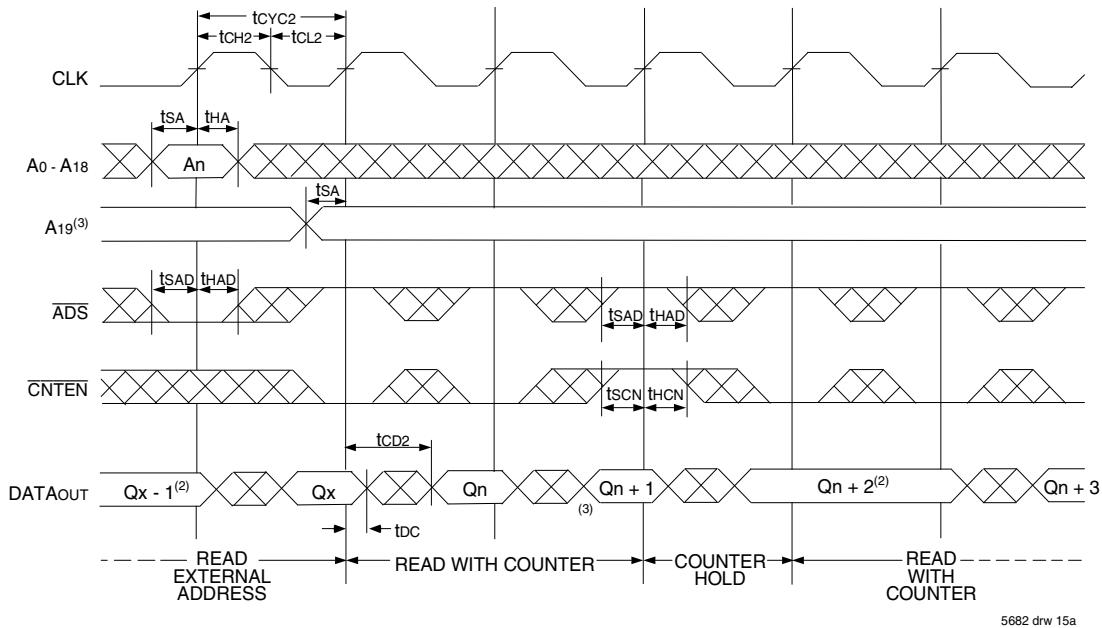 tCYC2
tCH2 tCL2
CLK
tSA tHA
A0 - A18 An
tSA
A19(3)
tSAD tHAD
ADS
tSAD tHAD
CNTEN
tSCN tHCN
tCD2
DATAOUT Qx - 1(2) Qx Qn Qn + 1 Qn + 2(2) Qn + 3
(3)
tDC
READ EXTERNAL ADDRESS
READ WITH COUNTER
COUNTER HOLD
READ WITH COUNTER
5682 drw 15a